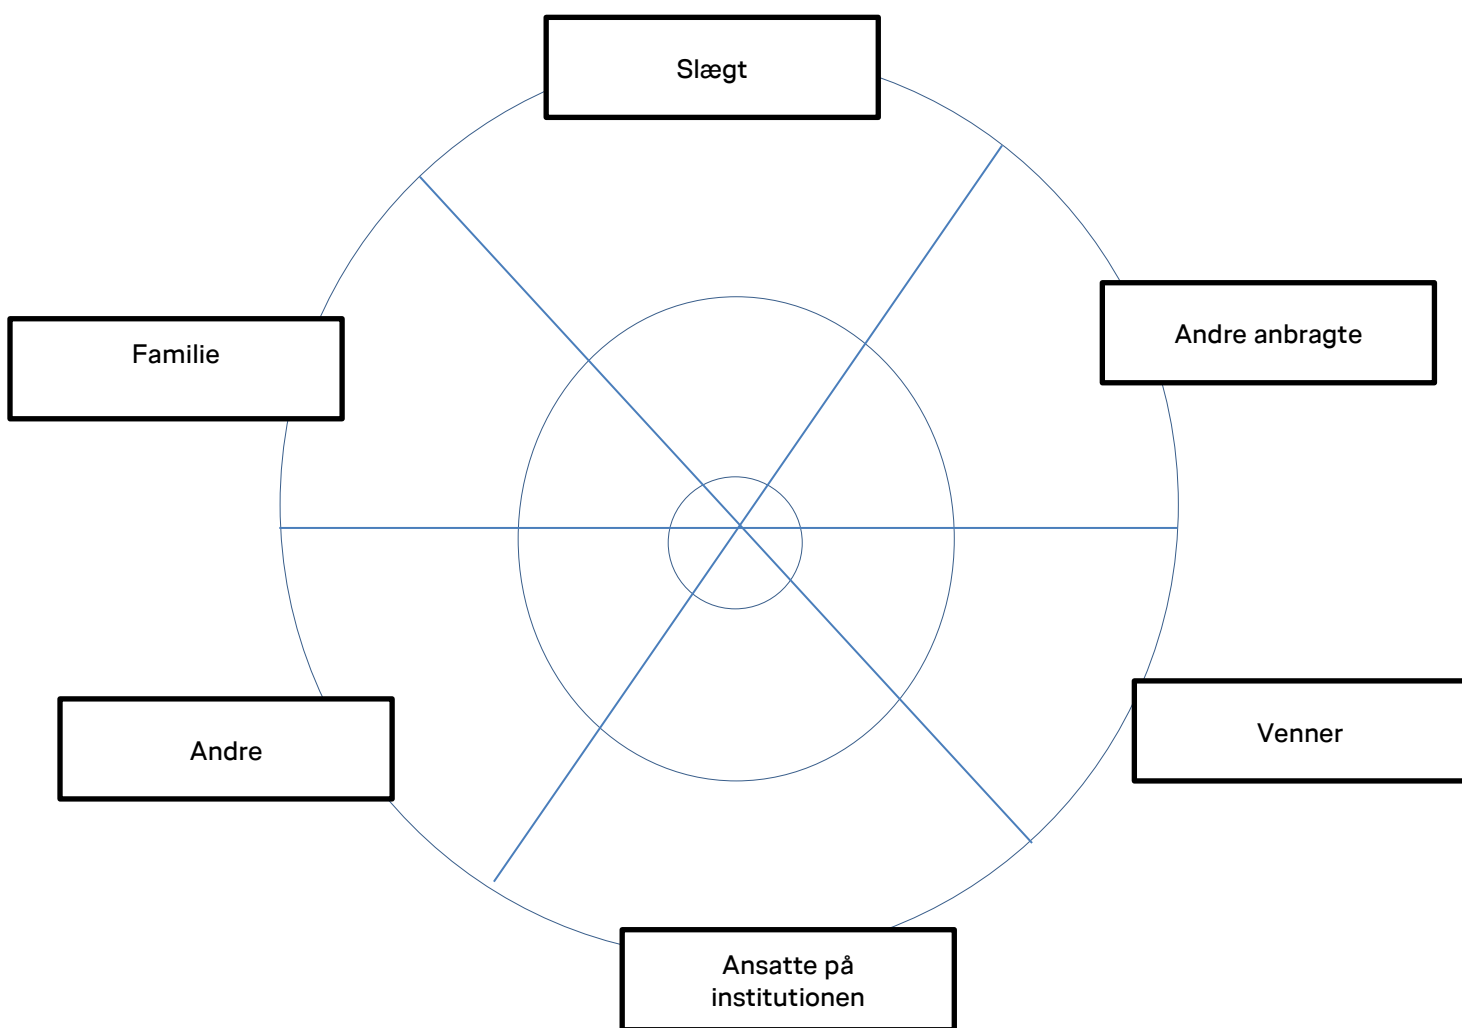 Slægt
Andre anbragte
Familie
Venner
Andre
Ansatte på
institutionen